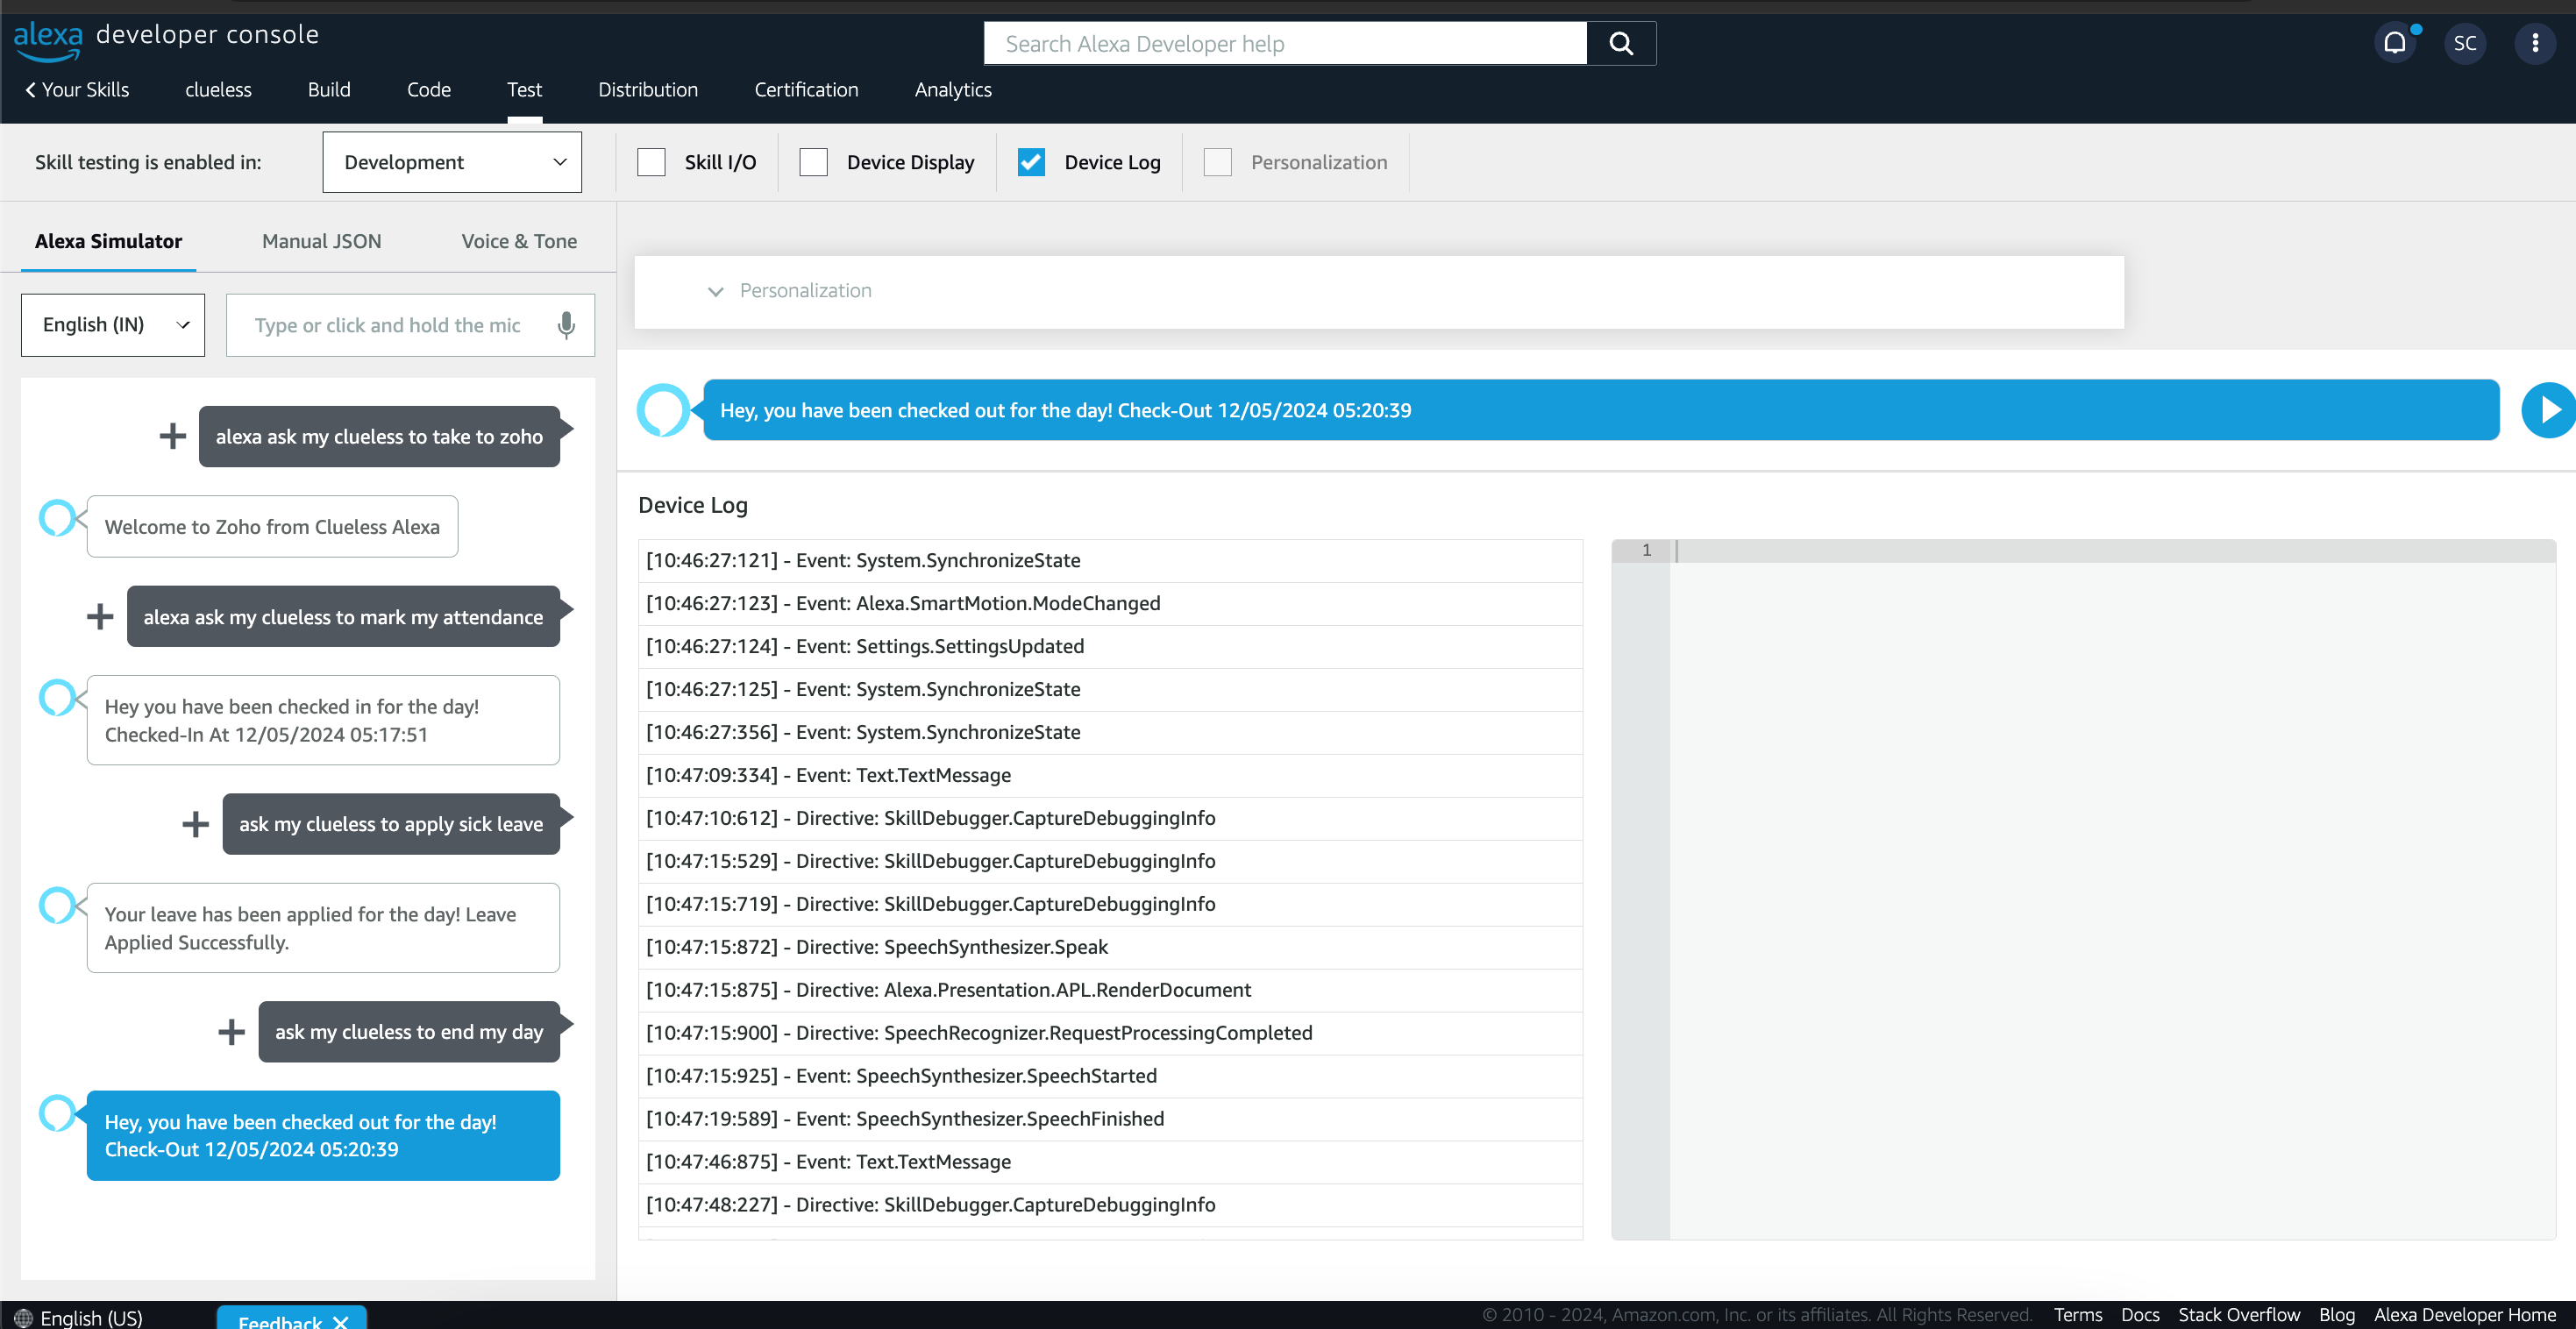 alexa developer console
Search Alexa Developer help
SC
Your Skills clueless Build Code Test Distribution Certification Analytics
Skill testing is enabled in: Development Skill I/O Device Display Device Log Personalization
Alexa Simulator Manual JSON Voice & Tone
English (IN) Type or click and hold the mic
alexa ask my clueless to take to zoho
Welcome to Zoho from Clueless Alexa
alexa ask my clueless to mark my attendance
Hey you have been checked in for the day!
Checked-In At 12/05/2024 05:17:51
ask my clueless to apply sick leave
Your leave has been applied for the day! Leave
Applied Successfully.
ask my clueless to end my day
Hey, you have been checked out for the day!
Check-Out 12/05/2024 05:20:39
Personalization
Hey, you have been checked out for the day! Check-Out 12/05/2024 05:20:39
Device Log
[10:46:27:121] - Event: System.SynchronizeState
[10:46:27:123] - Event: Alexa.SmartMotion.ModeChanged
[10:46:27:124] - Event: Settings.SettingsUpdated
[10:46:27:125] - Event: System.SynchronizeState
[10:46:27:356] - Event: System.SynchronizeState
[10:47:09:334] - Event: Text.TextMessage
[10:47:10:612] - Directive: SkillDebugger.CaptureDebuggingInfo
[10:47:15:529] - Directive: SkillDebugger.CaptureDebuggingInfo
[10:47:15:719] - Directive: SkillDebugger.CaptureDebuggingInfo
[10:47:15:872] - Directive: SpeechSynthesizer.Speak
[10:47:15:875] - Directive: Alexa.Presentation.APL.RenderDocument
[10:47:15:900] - Directive: SpeechRecognizer.RequestProcessingCompleted
[10:47:15:925] - Event: SpeechSynthesizer.SpeechStarted
[10:47:19:589] - Event: SpeechSynthesizer.SpeechFinished
[10:47:46:875] - Event: Text.TextMessage
[10:47:48:227] - Directive: SkillDebugger.CaptureDebuggingInfo
1
English (US) Feedback
© 2010 - 2024, Amazon.com, Inc. or its affiliates. All Rights Reserved. Terms Docs Stack Overflow Blog Alexa Developer Home